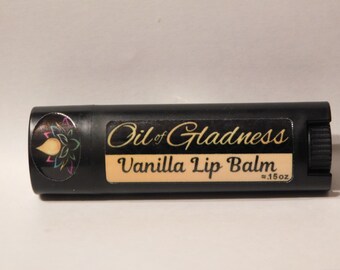 Oil of Gladness
Vanilla Lip Balm
≈.15oz